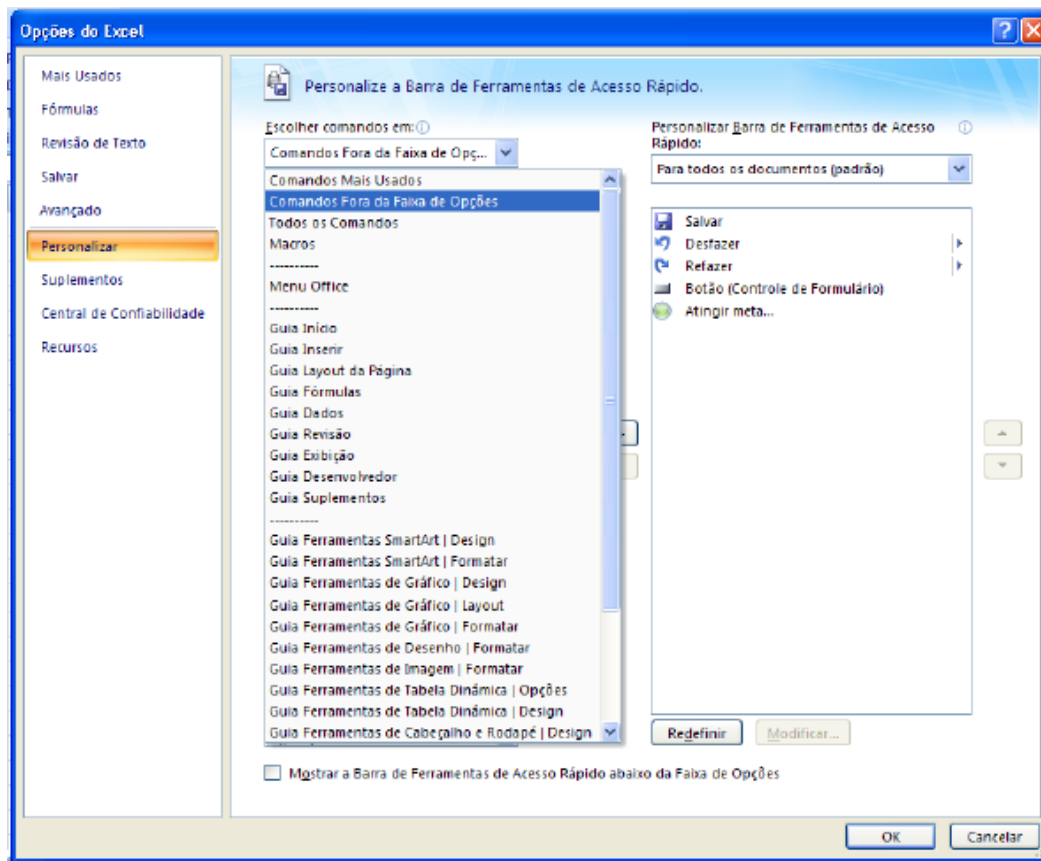 Opções do Excel
Mais Usados
Fórmulas
Revisão de Texto
Salvar
Avançado
Personalizar
Suplementos
Central de Confiabilidade
Recursos
Personalize a Barra de Ferramentas de Acesso Rápido.
Escolher comandos em:
Comandos Fora da Faixa de Opç...
Comandos Mais Usados
Comandos Fora da Faixa de Opções
Todos os Comandos
Macros
----------
Menu Office
----------
Guia Início
Guia Inserir
Guia Layout da Página
Guia Fórmulas
Guia Dados
Guia Revisão
Guia Exibição
Guia Desenvolvedor
Guia Suplementos
----------
Guia Ferramentas SmartArt | Design
Guia Ferramentas SmartArt | Formatar
Guia Ferramentas de Gráfico | Design
Guia Ferramentas de Gráfico | Layout
Guia Ferramentas de Gráfico | Formatar
Guia Ferramentas de Desenho | Formatar
Guia Ferramentas de Imagem | Formatar
Guia Ferramentas de Tabela Dinâmica | Opções
Guia Ferramentas de Tabela Dinâmica | Design
Guia Ferramentas de Cabeçalho e Rodapé | Design
Personalizar Barra de Ferramentas de Acesso
Rápido:
Para todos os documentos (padrão)
Salvar
Desfazer
Refazer
Botão (Controle de Formulário)
Atingir meta...
Redefinir
Modificar...
Mostrar a Barra de Ferramentas de Acesso Rápido abaixo da Faixa de Opções
OK
Cancelar